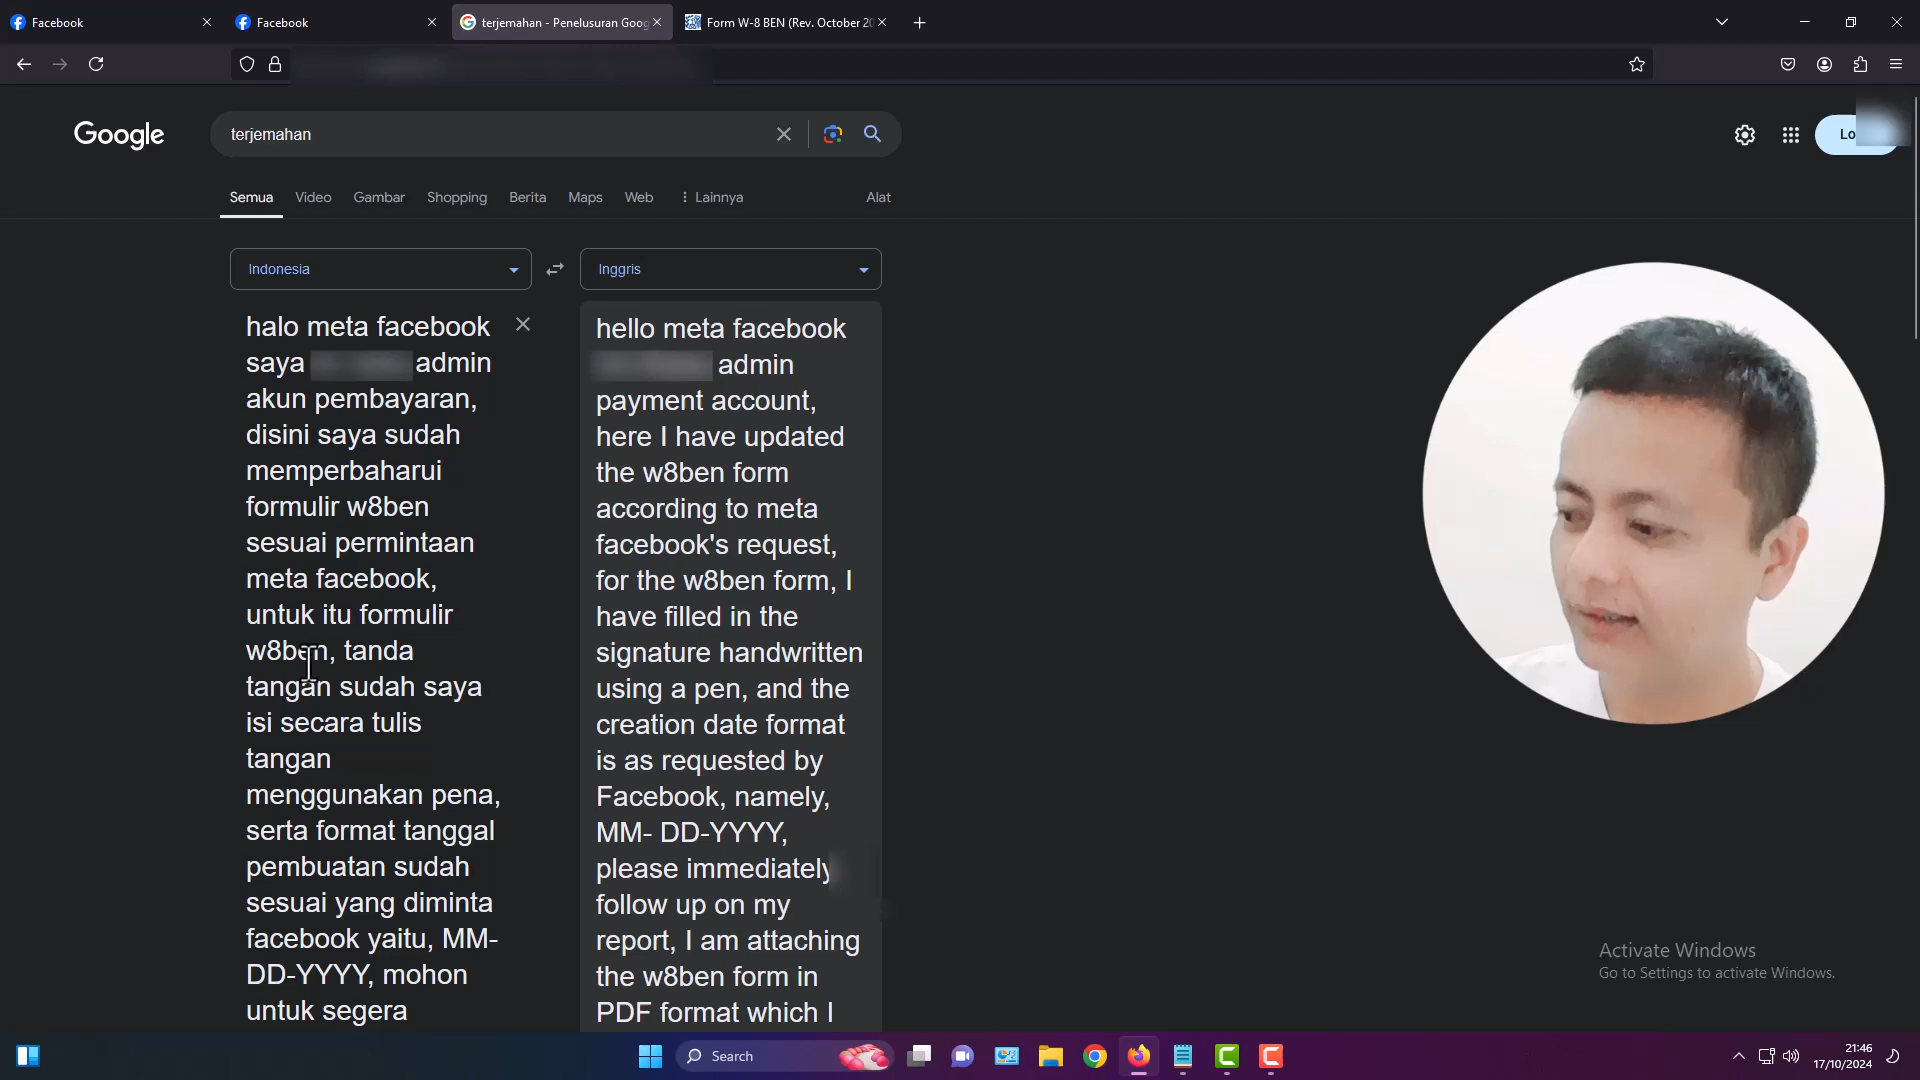 Facebook
Facebook
terjemahan - Penelusuran Goog
Form W-8 BEN (Rev. October 20
Google
terjemahan
Lo
Semua
Video
Gambar
Shopping
Berita
Maps
Web
Lainnya
Alat
Indonesia
Inggris
halo meta facebook
saya admin
akun pembayaran,
disini saya sudah
memperbaharui
formulir w8ben
sesuai permintaan
meta facebook,
untuk itu formulir
w8ben, tanda
tangan sudah saya
isi secara tulis
tangan
menggunakan pena,
serta format tanggal
pembuatan sudah
sesuai yang diminta
facebook yaitu, MM-
DD-YYYY, mohon
untuk segera
hello meta facebook
admin
payment account,
here I have updated
the w8ben form
according to meta
facebook's request,
for the w8ben form, I
have filled in the
signature handwritten
using a pen, and the
creation date format
is as requested by
Facebook, namely,
MM- DD-YYYY,
please immediately
follow up on my
report, I am attaching
the w8ben form in
PDF format which I
Activate Windows
Go to Settings to activate Windows.
Search
21:46
17/10/2024